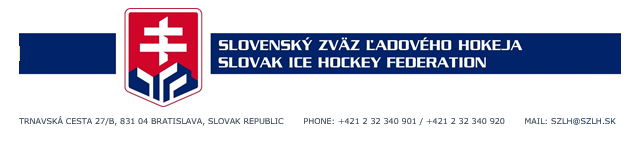 SLOVENSKÝ ZVÄZ ĽADOVÉHO HOKEJA
SLOVAK ICE HOCKEY FEDERATION
TRNAVSKÁ CESTA 27/B, 831 04 BRATISLAVA, SLOVAK REPUBLIC PHONE: +421 2 32 340 901 / +421 2 32 340 920 MAIL: SZLH@SZLH.SK